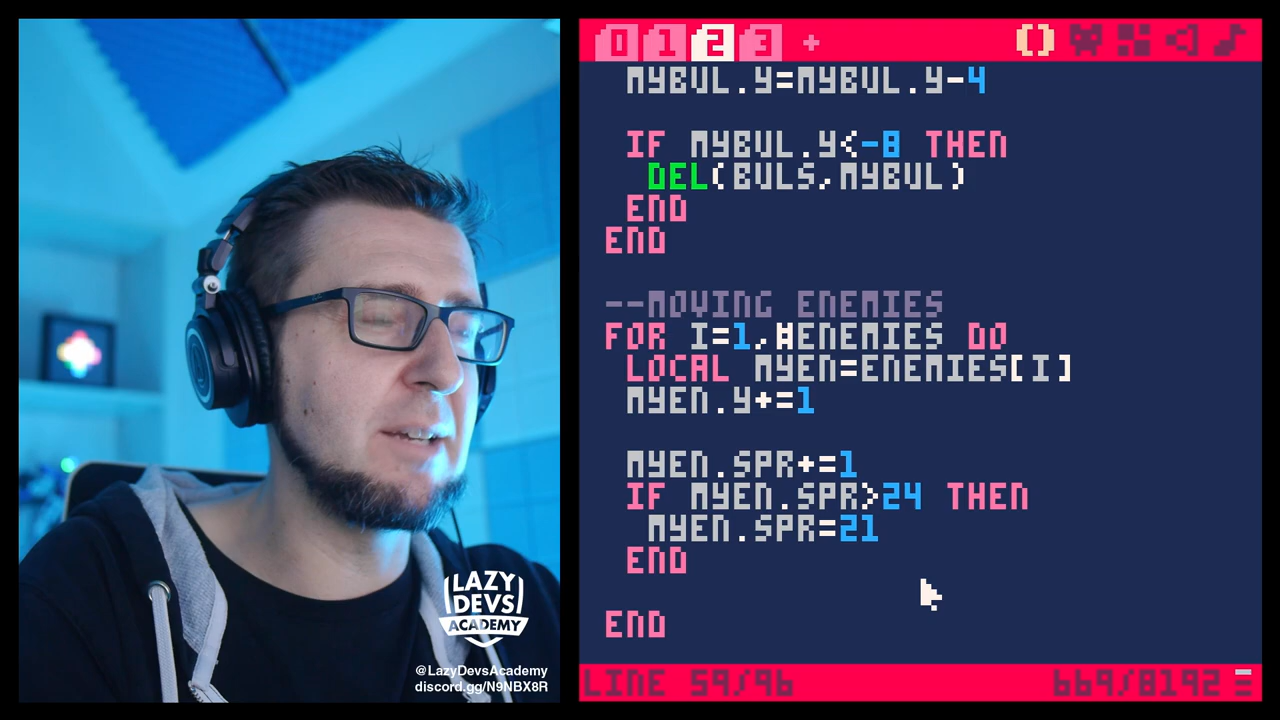 LAZY
DEVS
ACADEMY
@LazyDevsAcademy
discord.gg/N9NBX8R
0 1 2 3 +
MYBUL.Y=MYBUL.Y-4
IF MYBUL.Y<-8 THEN
DEL(BULS,MYBUL)
END
END
--MOVING ENEMIES
FOR I=1,#ENEMIES DO
LOCAL MYEN=ENEMIES[I]
MYEN.Y+=1
MYEN.SPR+=1
IF MYEN.SPR>24 THEN
MYEN.SPR=21
END
END
LINE 59/96
669/8192